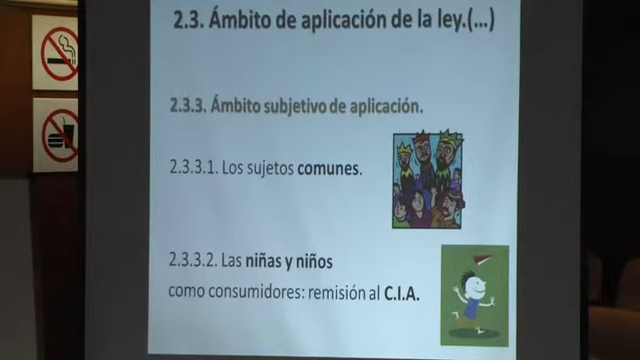 2.3. Ámbito de aplicación de la ley.(...)
2.3.3. Ámbito subjetivo de aplicación.
2.3.3.1. Los sujetos comunes.
2.3.3.2. Las niñas y niños
como consumidores: remisión al C.I.A.